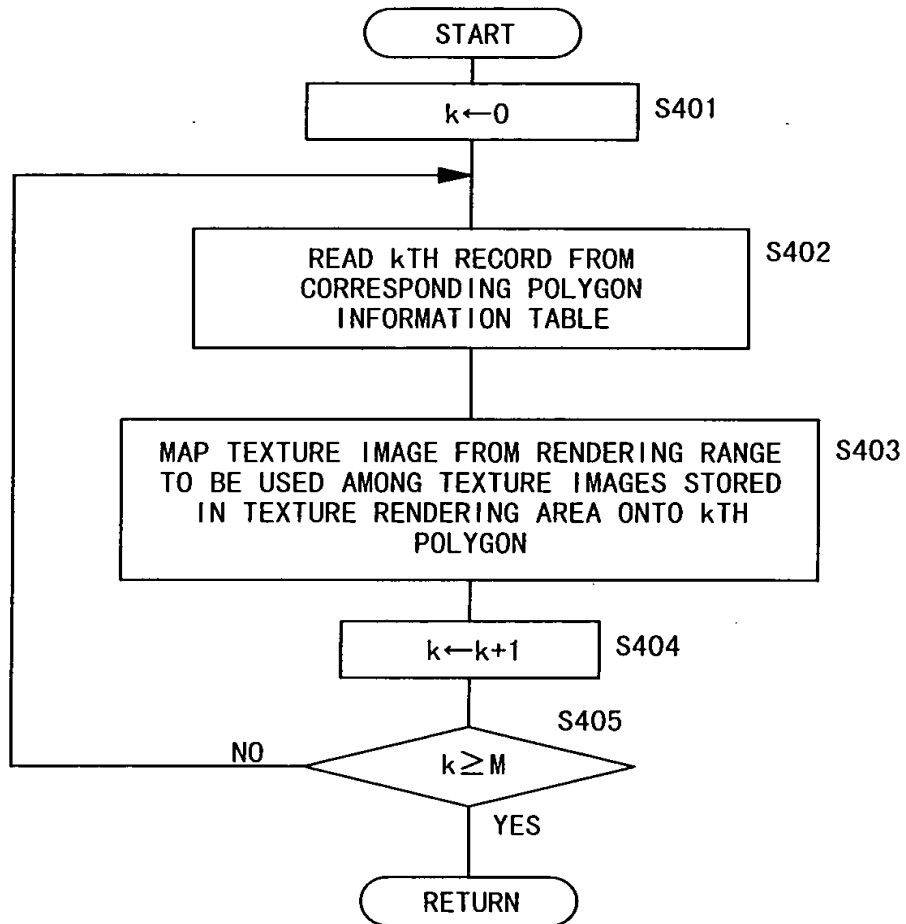 START
k←0
S401
READ kTH RECORD FROM
CORRESPONDING POLYGON
INFORMATION TABLE
S402
MAP TEXTURE IMAGE FROM RENDERING RANGE
TO BE USED AMONG TEXTURE IMAGES STORED
IN TEXTURE RENDERING AREA ONTO kTH
POLYGON
S403
k←k+1
S404
S405
k≧M
NO
YES
RETURN